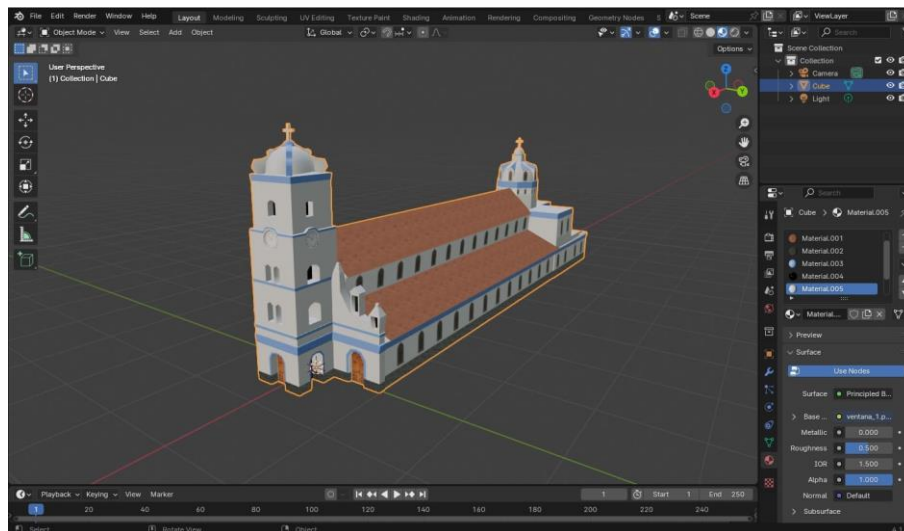 File Edit Render Window Help Layout Modeling Sculpting UV Editing Texture Paint Shading Animation Rendering Compositing Geometry Nodes S Scene ViewLayer
Object Mode View Select Add Object Global Search
Options
User Perspective
(1) Collection | Cube
X Y Z
Scene Collection
Collection
Camera
Cube
Light
Search
Cube > Material.005
Material.001
Material.002
Material.003
Material.004
Material.005
Material...
Preview
Surface
Use Nodes
Surface Principled B...
Base ... ventana_1.p...
Metallic 0.000
Roughness 0.500
IOR 1.500
Alpha 1.000
Normal Default
Subsurface
Playback Keying View Marker 1 Start 1 End 250
1 20 40 60 80 100 120 140 160 180 200 220 240
Select Rotate View Object